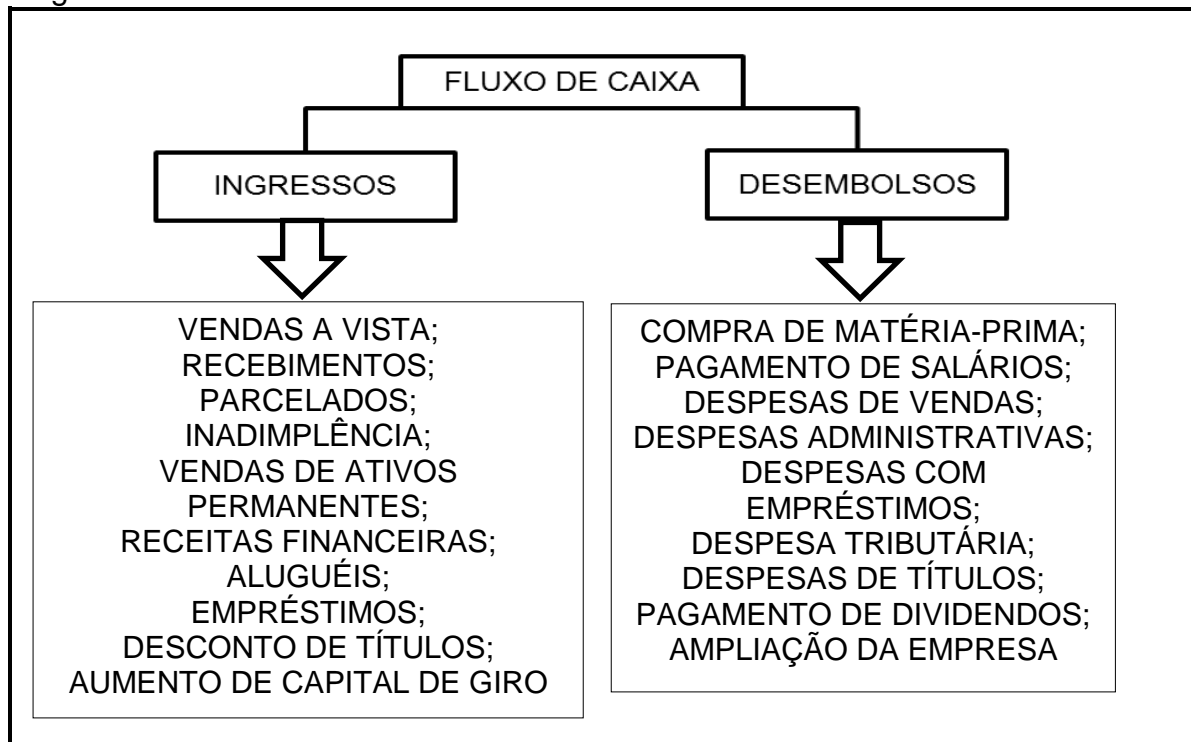 FLUXO DE CAIXA
INGRESSOS
VENDAS A VISTA;
RECEBIMENTOS;
PARCELADOS;
INADIMPLÊNCIA;
VENDAS DE ATIVOS
PERMANENTES;
RECEITAS FINANCEIRAS;
ALUGUÉIS;
EMPRÉSTIMOS;
DESCONTO DE TÍTULOS;
AUMENTO DE CAPITAL DE GIRO
DESEMBOLSOS
COMPRA DE MATÉRIA-PRIMA;
PAGAMENTO DE SALÁRIOS;
DESPESAS DE VENDAS;
DESPESAS ADMINISTRATIVAS;
DESPESAS COM
EMPRÉSTIMOS;
DESPESA TRIBUTÁRIA;
DESPESAS DE TÍTULOS;
PAGAMENTO DE DIVIDENDOS;
AMPLIAÇÃO DA EMPRESA